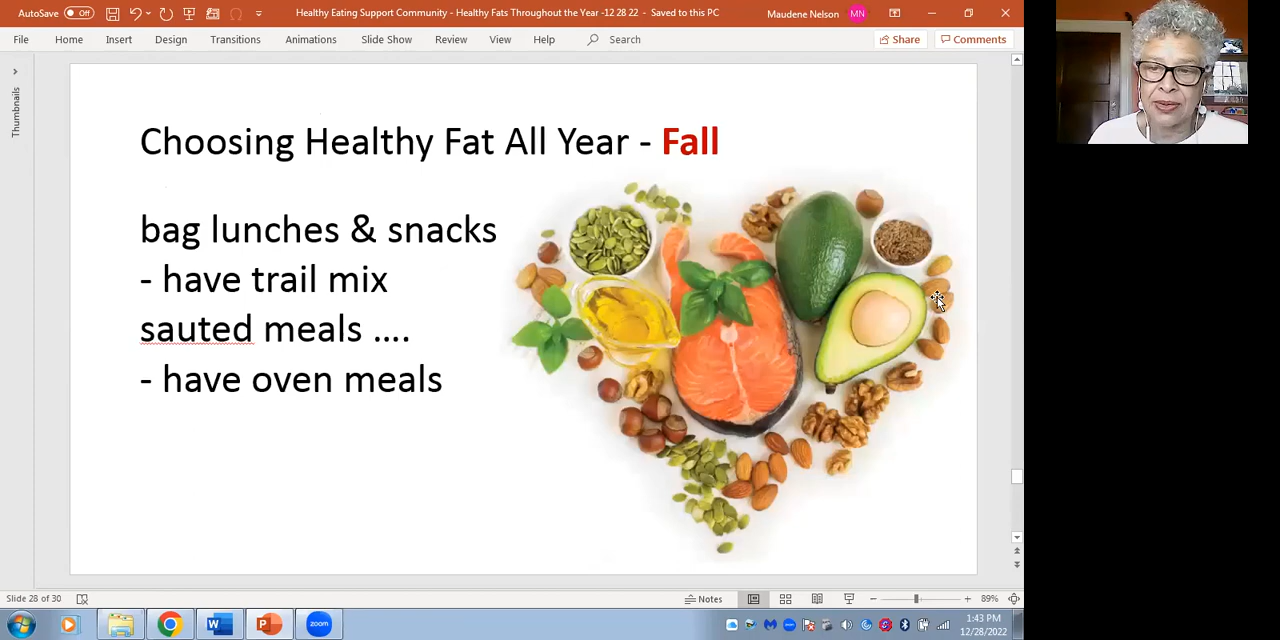 AutoSave Off Healthy Eating Support Community - Healthy Fats Throughout the Year -12 28 22 - Saved to this PC Maudene Nelson MN
File Home Insert Design Transitions Animations Slide Show Review View Help Search Share Comments
Thumbnails
Choosing Healthy Fat All Year - Fall
bag lunches & snacks
- have trail mix
sauted meals ....
- have oven meals
Slide 28 of 30 Notes 89%
zoom
1:43 PM
12/28/2022